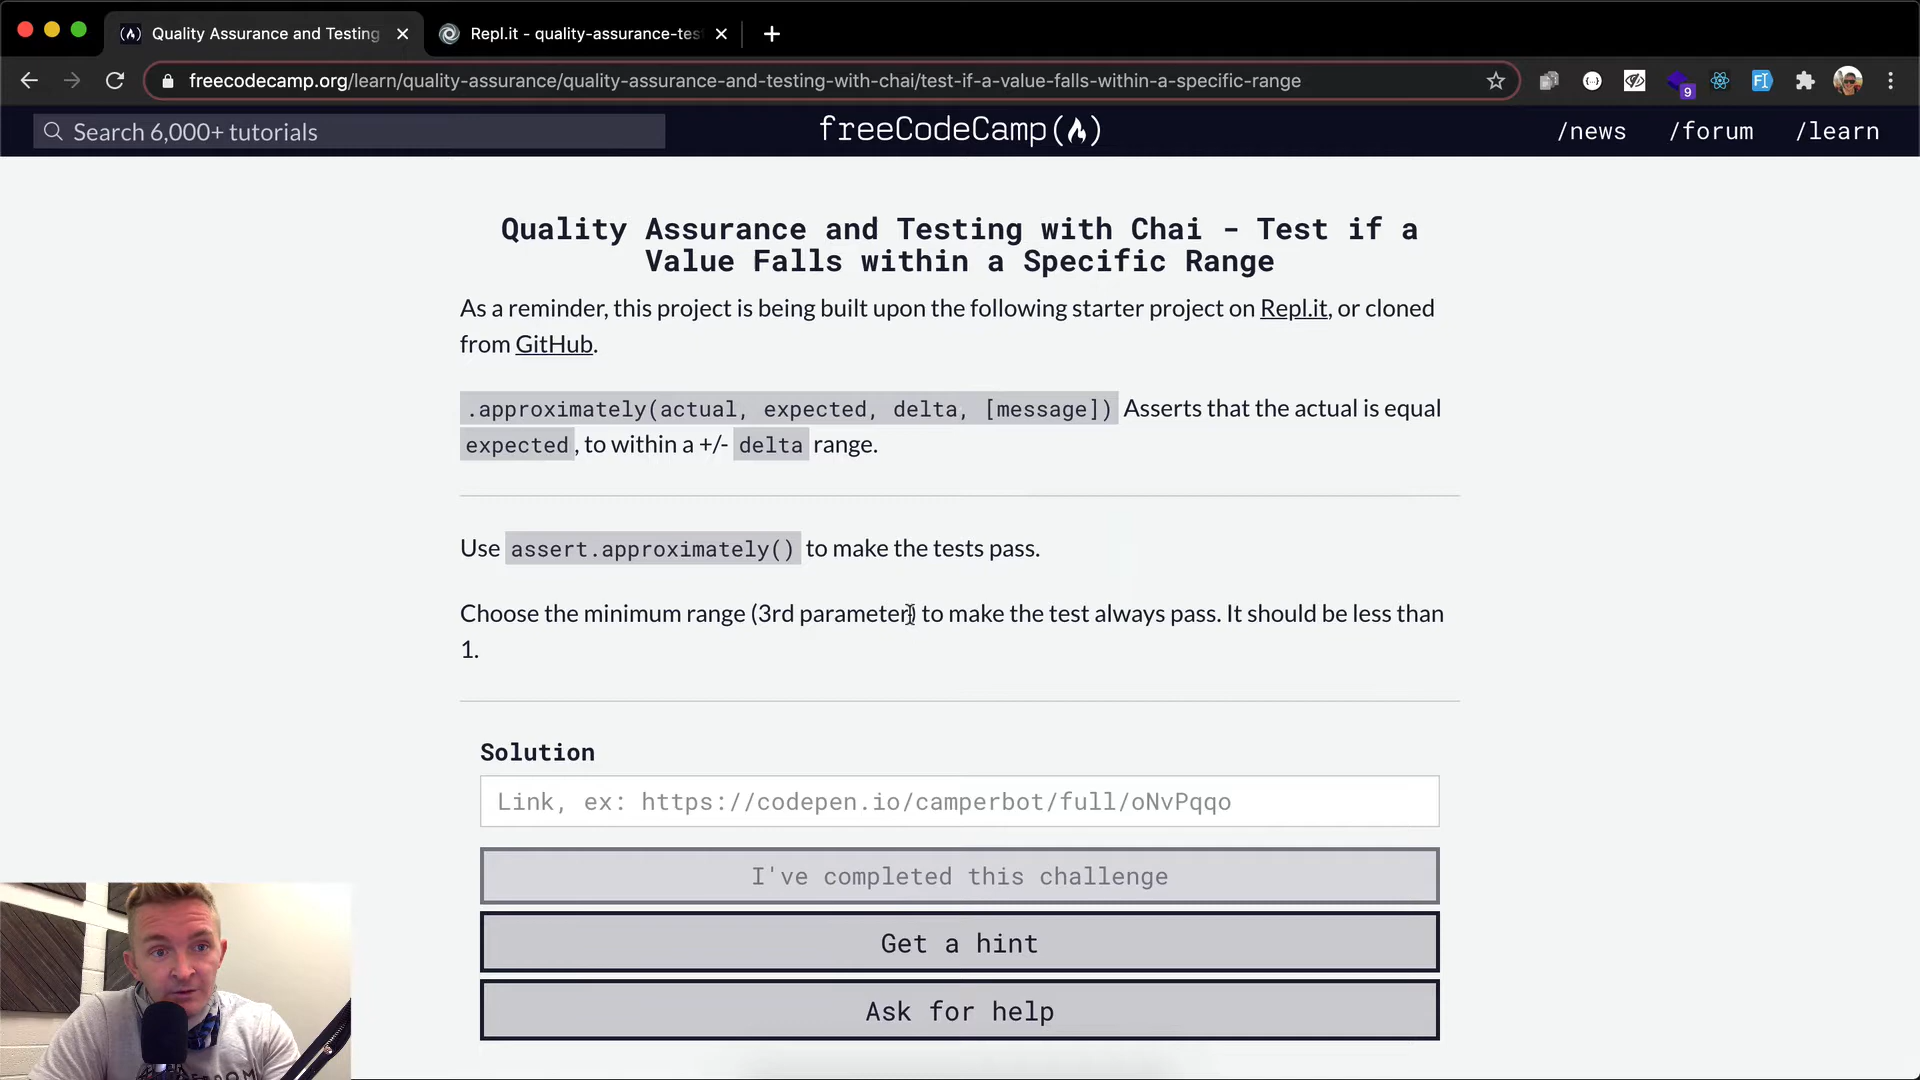 Quality Assurance and Testing
Repl.it - quality-assurance-tes
freecodecamp.org/learn/quality-assurance/quality-assurance-and-testing-with-chai/test-if-a-value-falls-within-a-specific-range
9
Search 6,000+ tutorials
freeCodeCamp
/news /forum /learn
Quality Assurance and Testing with Chai - Test if a
Value Falls within a Specific Range
As a reminder, this project is being built upon the following starter project on Repl.it, or cloned
from GitHub.
.approximately(actual, expected, delta, [message]) Asserts that the actual is equal
expected, to within a +/- delta range.
Use assert.approximately() to make the tests pass.
Choose the minimum range (3rd parameter) to make the test always pass. It should be less than
1.
Solution
Link, ex: https://codepen.io/camperbot/full/oNvPqqo
I've completed this challenge
Get a hint
Ask for help